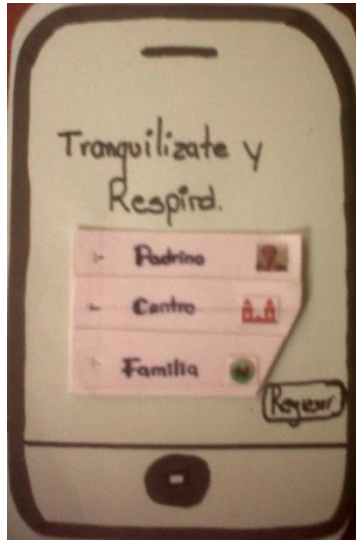 Tranquilizate y
Respira.
Padrino
Centro
Familia
Regresar